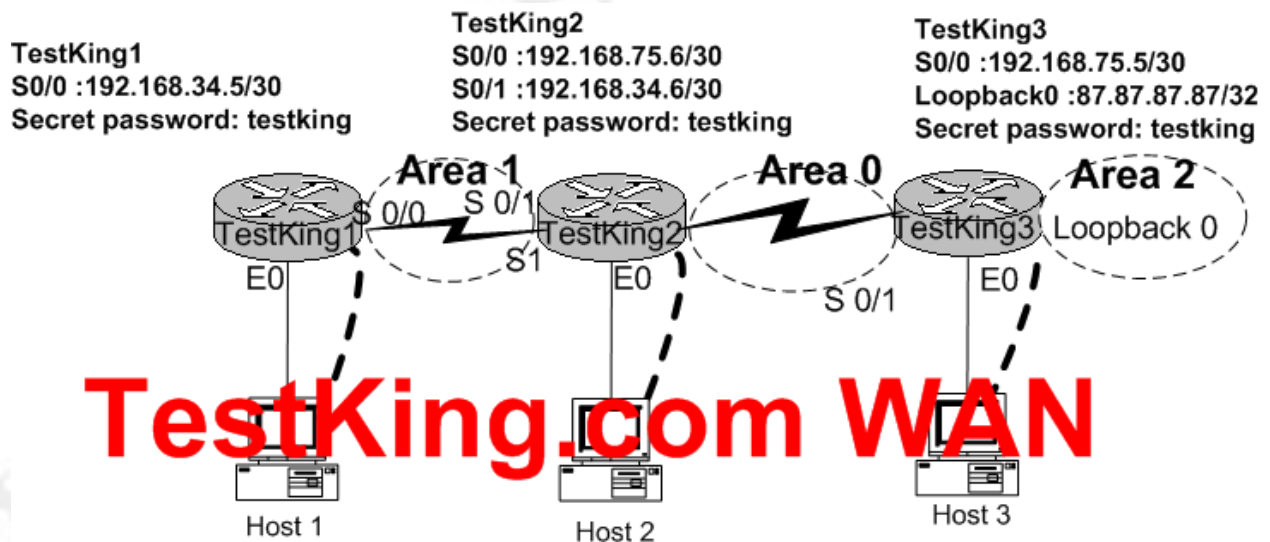 TestKing1
S0/0 :192.168.34.5/30
Secret password: testking
TestKing2
S0/0 :192.168.75.6/30
S0/1 :192.168.34.6/30
Secret password: testking
TestKing3
S0/0 :192.168.75.5/30
Loopback0 :87.87.87.87/32
Secret password: testking
Area 1
Area 0
Area 2
S 0/0
S 0/1
TestKing1
TestKing2
TestKing3
Loopback 0
S1
E0
E0
E0
S 0/1
TestKing.com WAN
Host 1
Host 2
Host 3